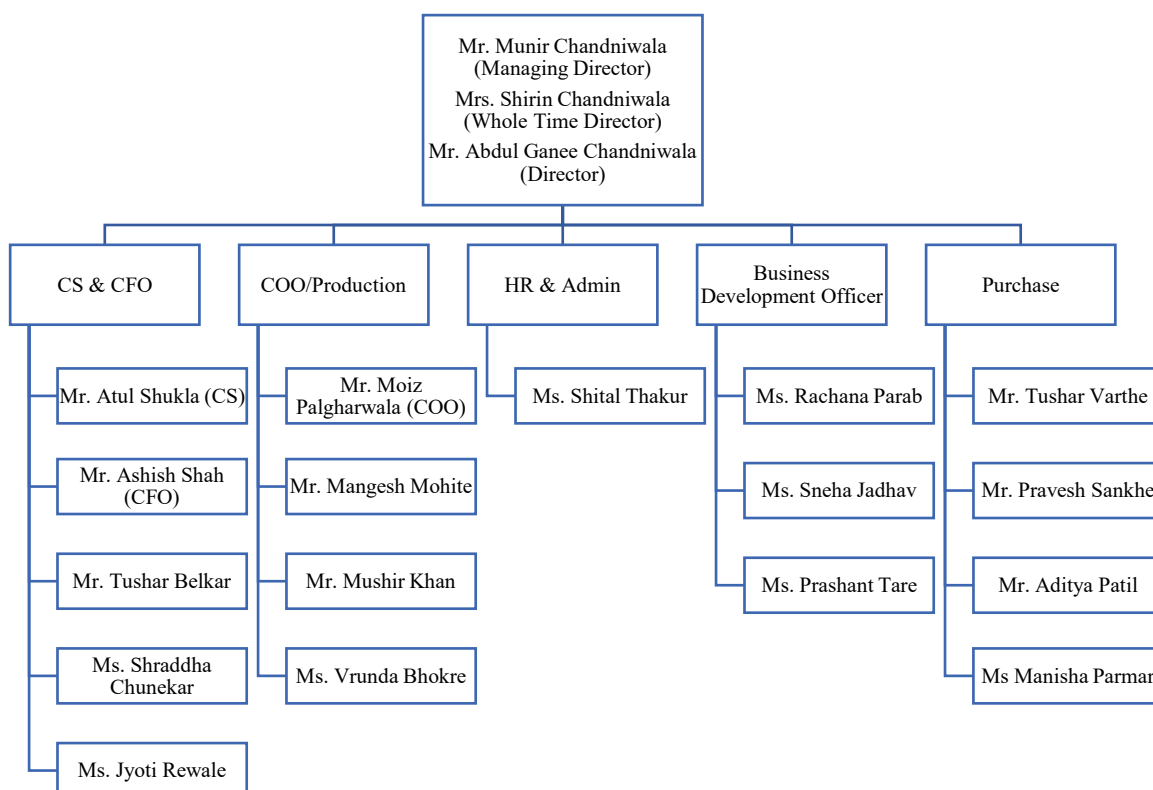 Mr. Munir Chandniwala
(Managing Director)
Mrs. Shirin Chandniwala
(Whole Time Director)
Mr. Abdul Ganee Chandniwala
(Director)
CS & CFO
Mr. Atul Shukla (CS)
Mr. Ashish Shah
(CFO)
Mr. Tushar Belkar
Ms. Shraddha
Chunekar
Ms. Jyoti Rewale
COO/Production
Mr. Moiz
Palgharwala (COO)
Mr. Mangesh Mohite
Mr. Mushir Khan
Ms. Vrunda Bhokre
HR & Admin
Ms. Shital Thakur
Business
Development Officer
Ms. Rachana Parab
Ms. Sneha Jadhav
Ms. Prashant Tare
Purchase
Mr. Tushar Varthe
Mr. Pravesh Sankhe
Mr. Aditya Patil
Ms Manisha Parmar